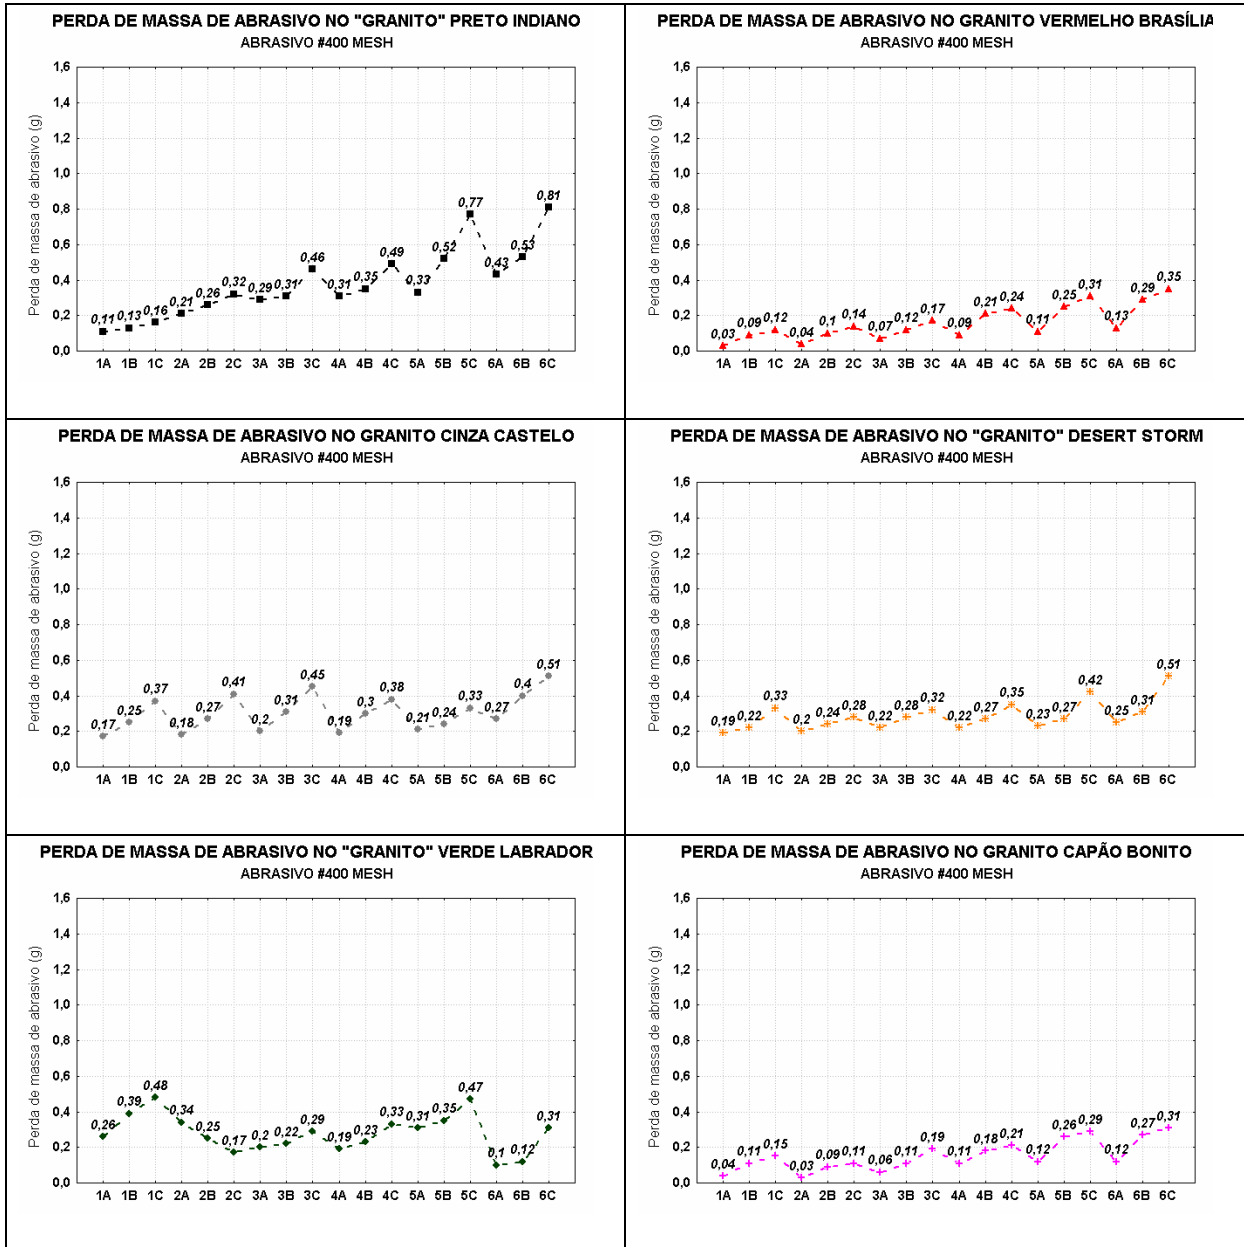 PERDA DE MASSA DE ABRASIVO NO "GRANITO" PRETO INDIANO
ABRASIVO #400 MESH
Perda de massa de abrasivo (g)
1,6
1,4
1,2
1,0
0,8
0,6
0,4
0,2
0,0
0,11 0,13 0,16 0,21 0,26 0,32 0,29 0,31 0,46 0,31 0,35 0,49 0,33 0,52 0,77 0,43 0,53 0,81
1A 1B 1C 2A 2B 2C 3A 3B 3C 4A 4B 4C 5A 5B 5C 6A 6B 6C
PERDA DE MASSA DE ABRASIVO NO GRANITO VERMELHO BRASÍLIA
ABRASIVO #400 MESH
Perda de massa de abrasivo (g)
1,6
1,4
1,2
1,0
0,8
0,6
0,4
0,2
0,0
0,03 0,09 0,12 0,04 0,1 0,14 0,07 0,12 0,17 0,09 0,21 0,24 0,11 0,25 0,31 0,13 0,29 0,35
1A 1B 1C 2A 2B 2C 3A 3B 3C 4A 4B 4C 5A 5B 5C 6A 6B 6C
PERDA DE MASSA DE ABRASIVO NO GRANITO CINZA CASTELO
ABRASIVO #400 MESH
Perda de massa de abrasivo (g)
1,6
1,4
1,2
1,0
0,8
0,6
0,4
0,2
0,0
0,17 0,25 0,37 0,18 0,27 0,41 0,2 0,31 0,45 0,19 0,3 0,38 0,21 0,24 0,33 0,27 0,4 0,51
1A 1B 1C 2A 2B 2C 3A 3B 3C 4A 4B 4C 5A 5B 5C 6A 6B 6C
PERDA DE MASSA DE ABRASIVO NO "GRANITO" DESERT STORM
ABRASIVO #400 MESH
Perda de massa de abrasivo (g)
1,6
1,4
1,2
1,0
0,8
0,6
0,4
0,2
0,0
0,19 0,22 0,33 0,2 0,24 0,28 0,22 0,28 0,32 0,22 0,27 0,35 0,23 0,27 0,42 0,25 0,31 0,51
1A 1B 1C 2A 2B 2C 3A 3B 3C 4A 4B 4C 5A 5B 5C 6A 6B 6C
PERDA DE MASSA DE ABRASIVO NO "GRANITO" VERDE LABRADOR
ABRASIVO #400 MESH
Perda de massa de abrasivo (g)
1,6
1,4
1,2
1,0
0,8
0,6
0,4
0,2
0,0
0,26 0,39 0,48 0,34 0,25 0,17 0,2 0,22 0,29 0,19 0,23 0,33 0,31 0,35 0,47 0,1 0,12 0,31
1A 1B 1C 2A 2B 2C 3A 3B 3C 4A 4B 4C 5A 5B 5C 6A 6B 6C
PERDA DE MASSA DE ABRASIVO NO GRANITO CAPÃO BONITO
ABRASIVO #400 MESH
Perda de massa de abrasivo (g)
1,6
1,4
1,2
1,0
0,8
0,6
0,4
0,2
0,0
0,04 0,11 0,15 0,03 0,09 0,11 0,06 0,11 0,19 0,11 0,18 0,21 0,12 0,26 0,29 0,12 0,27 0,31
1A 1B 1C 2A 2B 2C 3A 3B 3C 4A 4B 4C 5A 5B 5C 6A 6B 6C